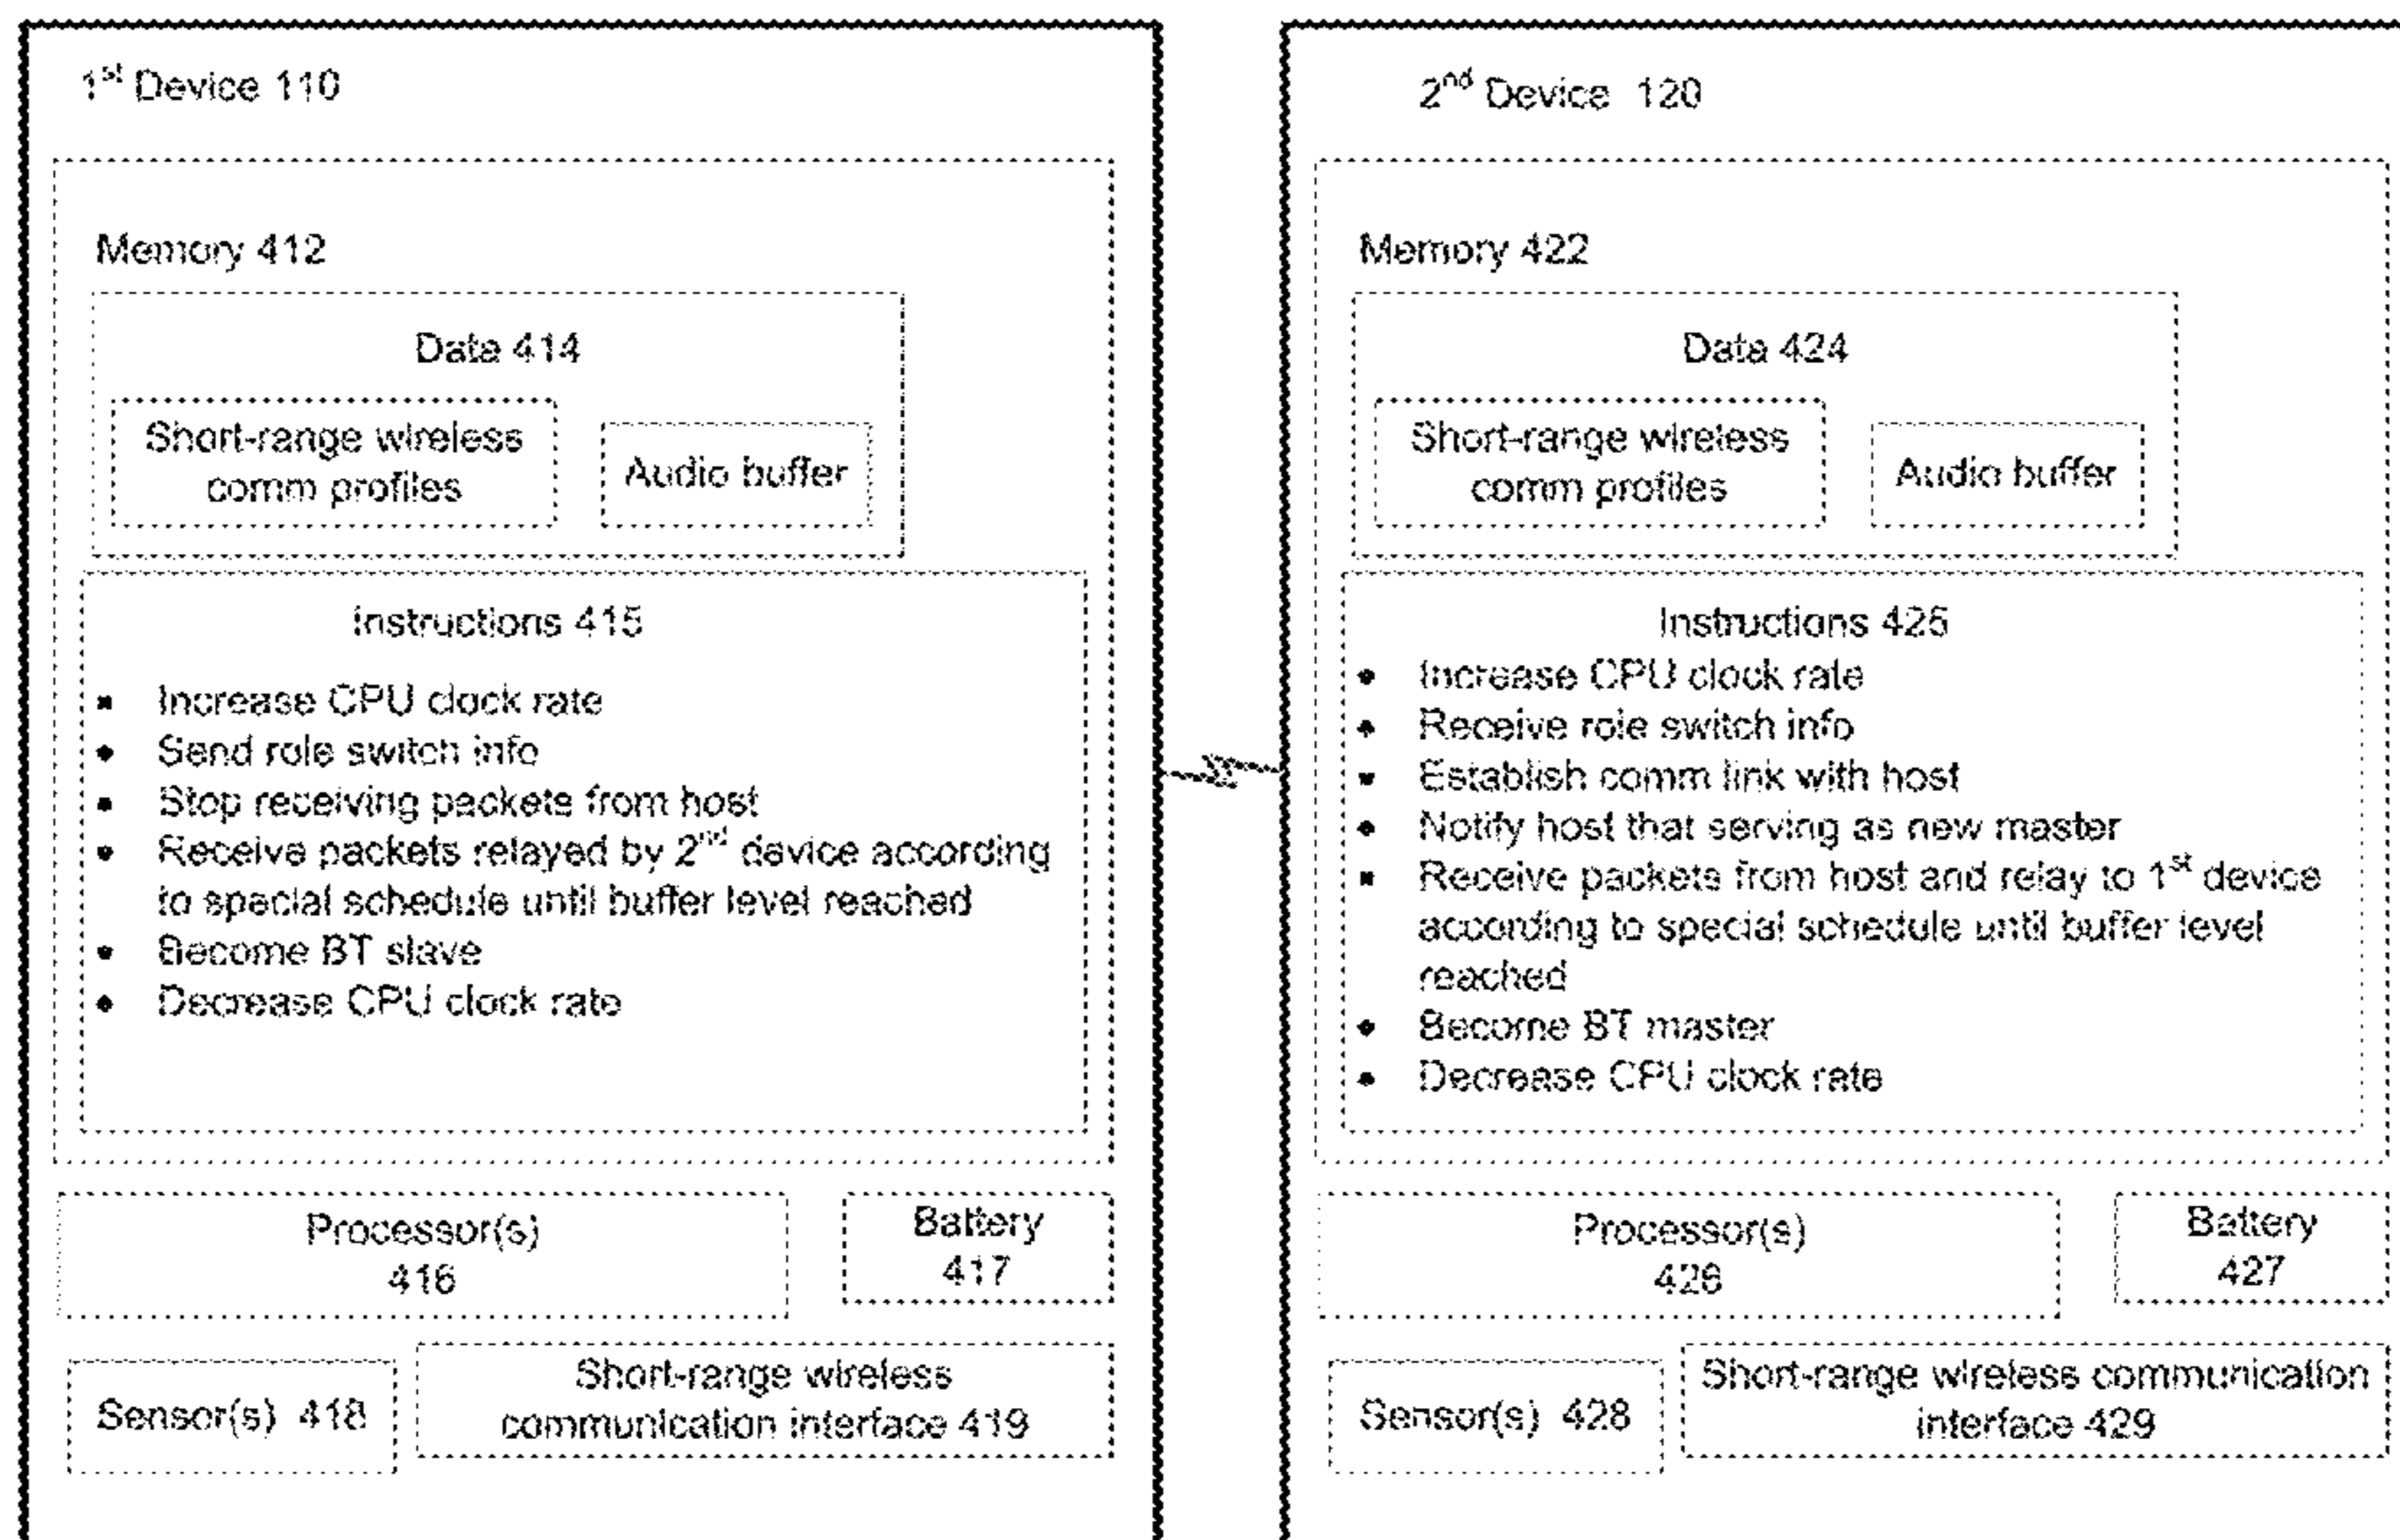 1st Device 110
Memory 412
Data 414
Short-range wireless
comm profiles
Audio buffer
Instructions 415
• Increase CPU clock rate
• Send role switch info
• Stop receiving packets from host
• Receive packets relayed by 2nd device according
to special schedule until buffer level reached
• Become BT slave
• Decrease CPU clock rate
Processor(s)
416
Battery
417
Sensor(s) 418
Short-range wireless
communication interface 419
2nd Device 120
Memory 422
Data 424
Short-range wireless
comm profiles
Audio buffer
Instructions 425
• Increase CPU clock rate
• Receive role switch info
• Establish comm link with host
• Notify host that serving as new master
• Receive packets from host and relay to 1st device
according to special schedule until buffer level
reached
• Become BT master
• Decrease CPU clock rate
Processor(s)
426
Battery
427
Sensor(s) 428
Short-range wireless communication
interface 429